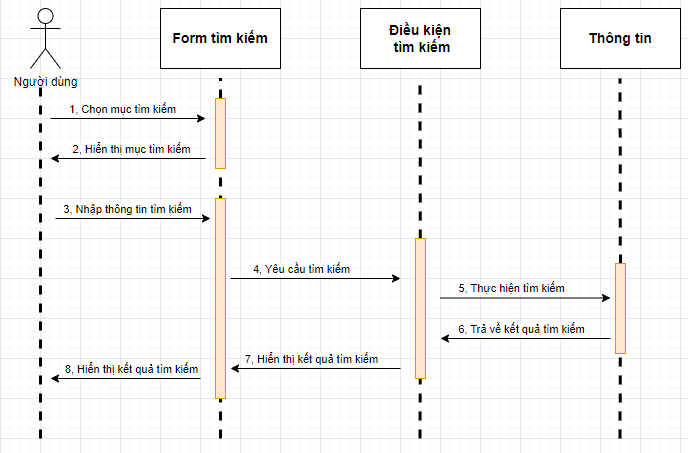 Form tìm kiếm
Điều kiện
tìm kiếm
Thông tin
Người dùng
1, Chọn mục tìm kiếm
2, Hiển thị mục tìm kiếm
3, Nhập thông tin tìm kiếm
4, Yêu cầu tìm kiếm
5, Thực hiện tìm kiếm
6, Trả về kết quả tìm kiếm
7, Hiển thị kết quả tìm kiếm
8, Hiển thị kết quả tìm kiếm